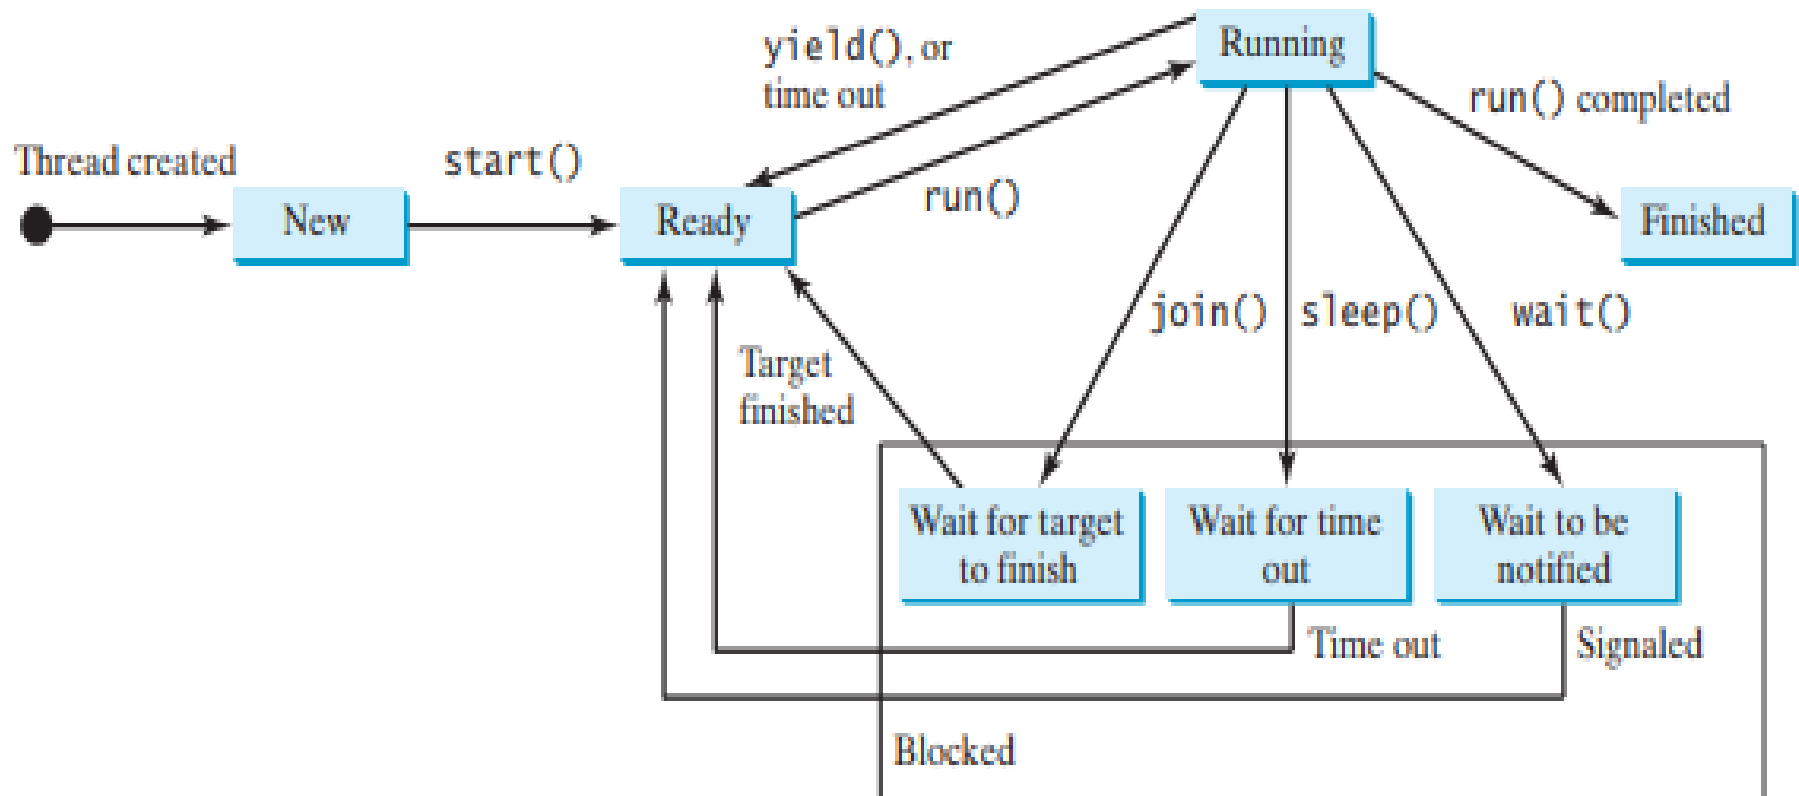 yield(), or
time out
Running
run() completed
Thread created
start()
New
Ready
run()
Finished
join()
sleep()
wait()
Target
finished
Wait for target
to finish
Wait for time
out
Wait to be
notified
Time out
Signaled
Blocked